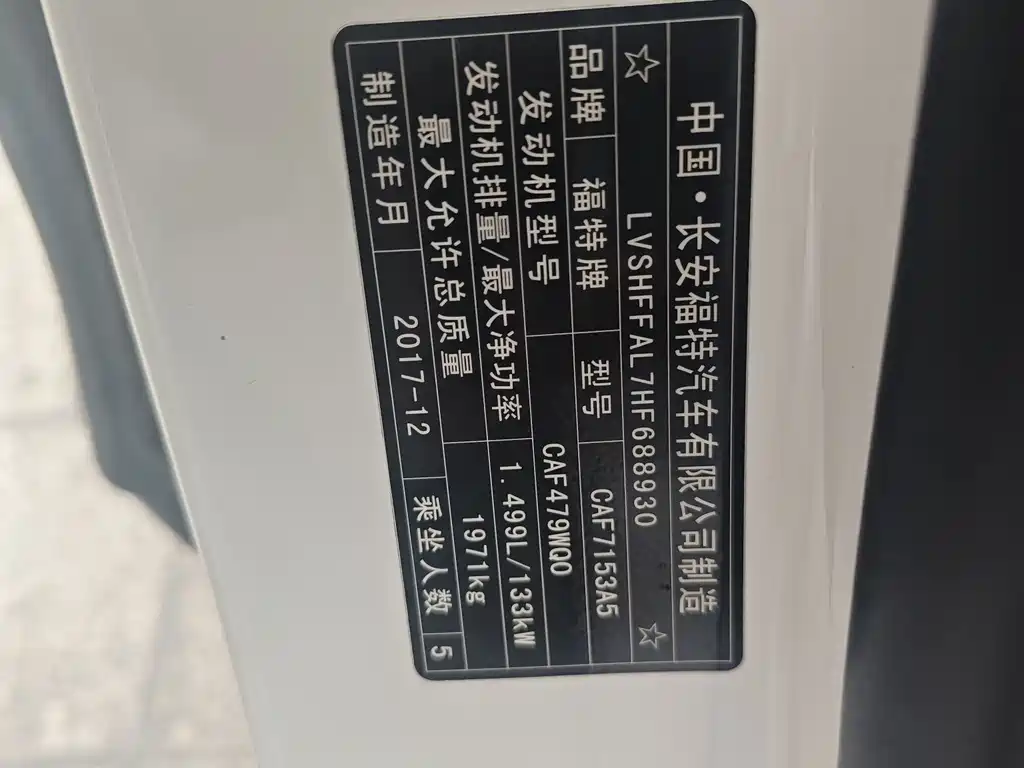 中国·长安福特汽车有限公司制造
☆ LVSHFFAL7HF688930 ☆
品牌 福特牌 型号 CAF7153A5
发动机型号 CAF479WQ0
发动机排量/最大净功率 1.499L/133kW
最大允许总质量 1971kg
制造年月 2017-12 乘坐人数 5